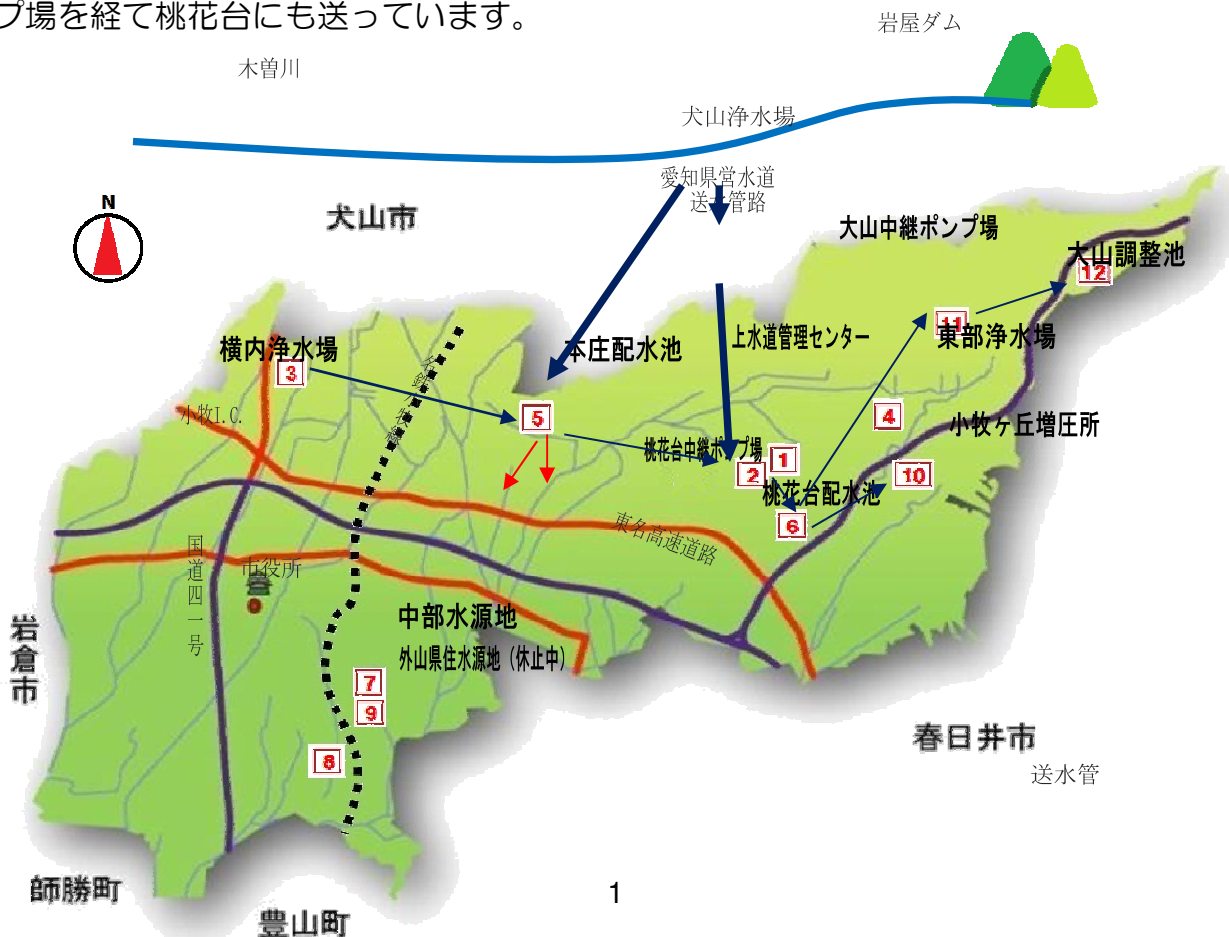 プ場を経て桃花台にも送っています。
岩屋ダム
木曽川
犬山浄水場
愛知県営水道
送水管路
N
犬山市
大山中継ポンプ場
大山調整池
12
11
東部浄水場
横内浄水場
3
本庄配水池
上水道管理センター
名鉄小牧線
小牧I.C.
5
4
小牧ヶ丘増圧所
桃花台中継ポンプ場
1
2
10
桃花台配水池
6
東名高速道路
国道四一号
市役所
中部水源地
外山県住水源地（休止中）
岩倉市
7
9
8
春日井市
送水管
師勝町
1
豊山町